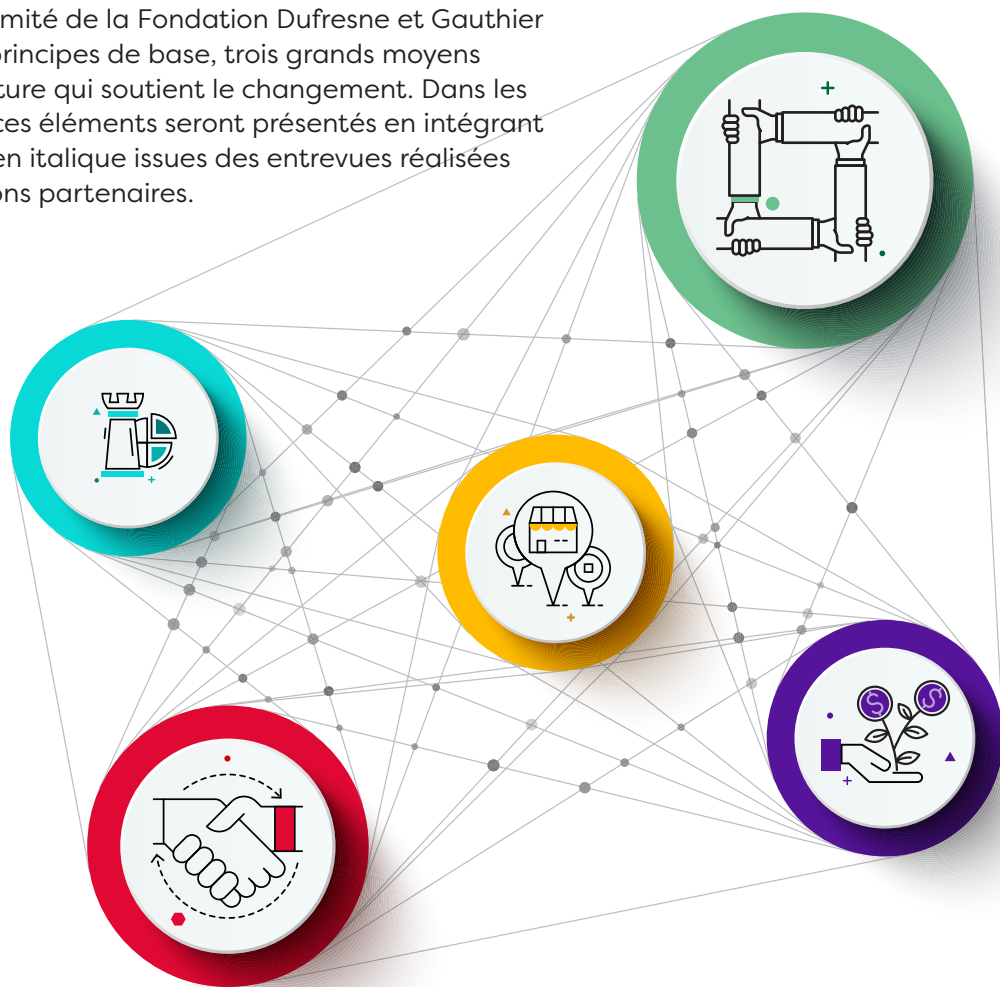 mité de la Fondation Dufresne et Gauthier
principes de base, trois grands moyens
ture qui soutient le changement. Dans les
ces éléments seront présentés en intégrant
en italique issues des entrevues réalisées
ons partenaires.